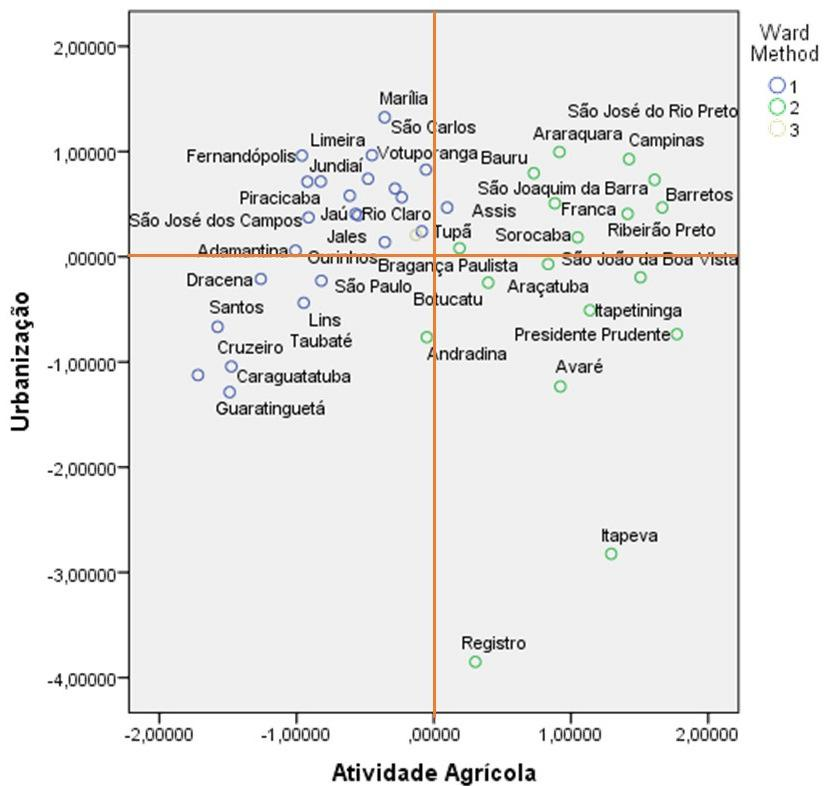 Ward
Method
1
2
3
2,00000
1,00000
,00000
-1,00000
-2,00000
-3,00000
-4,00000
Urbanização
Marília
São Carlos
São José do Rio Preto
Araraquara
Campinas
Limeira
Votuporanga
Bauru
Fernandópolis
Jundiaí
São Joaquim da Barra
Barretos
Piracicaba
Jaú
Rio Claro
Assis
Franca
São José dos Campos
Tupã
Sorocaba
Ribeirão Preto
Jales
Adamantina
Ourinhos
São João da Boa Vista
Bragança Paulista
Dracena
São Paulo
Araçatuba
Botucatu
Santos
Itapetininga
Lins
Presidente Prudente
Taubaté
Cruzeiro
Andradina
Avaré
Caraguatatuba
Guaratinguetá
Itapeva
Registro
-2,00000
-1,00000
,00000
1,00000
2,00000
Atividade Agrícola